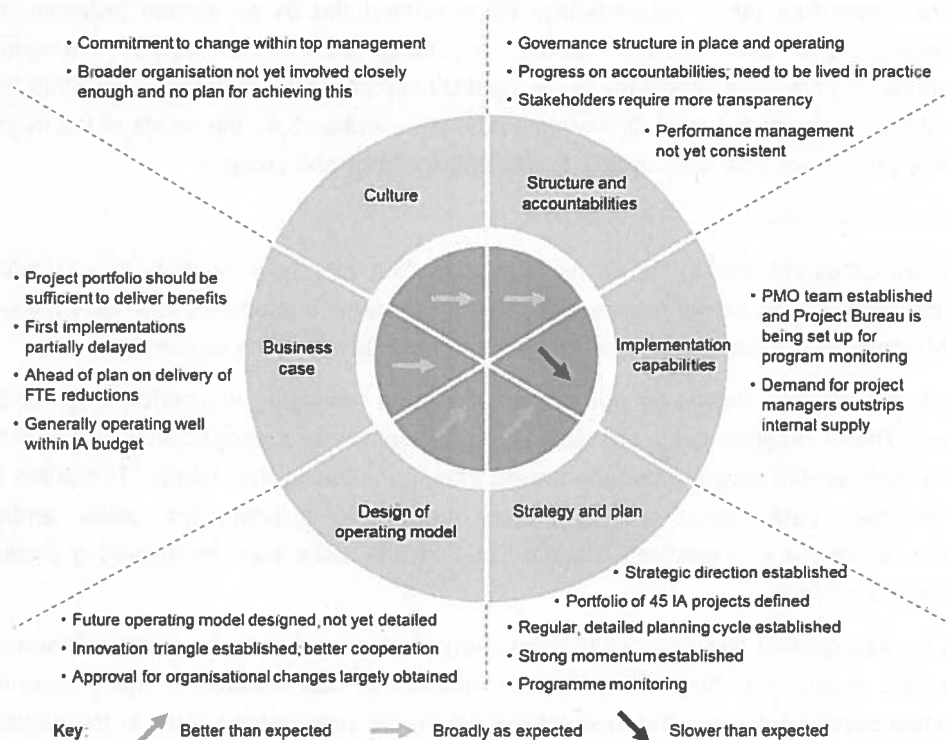 • Commitment to change within top management
• Broader organisation not yet involved closely
enough and no plan for achieving this
• Governance structure in place and operating
• Progress on accountabilities; need to be lived in practice
• Stakeholders require more transparency
• Performance management
not yet consistent
Culture
Structure and
accountabilities
• Project portfolio should be
sufficient to deliver benefits
• First implementations
partially delayed
• Ahead of plan on delivery of
FTE reductions
• Generally operating well
within IA budget
Business
case
Implementation
capabilities
• PMO team established
and Project Bureau is
being set up for
program monitoring
• Demand for project
managers outstrips
internal supply
Design of
operating model
Strategy and plan
• Future operating model designed, not yet detailed
• Innovation triangle established; better cooperation
• Approval for organisational changes largely obtained
• Strategic direction established
• Portfolio of 45 IA projects defined
• Regular, detailed planning cycle established
• Strong momentum established
• Programme monitoring
Key: Better than expected Broadly as expected Slower than expected